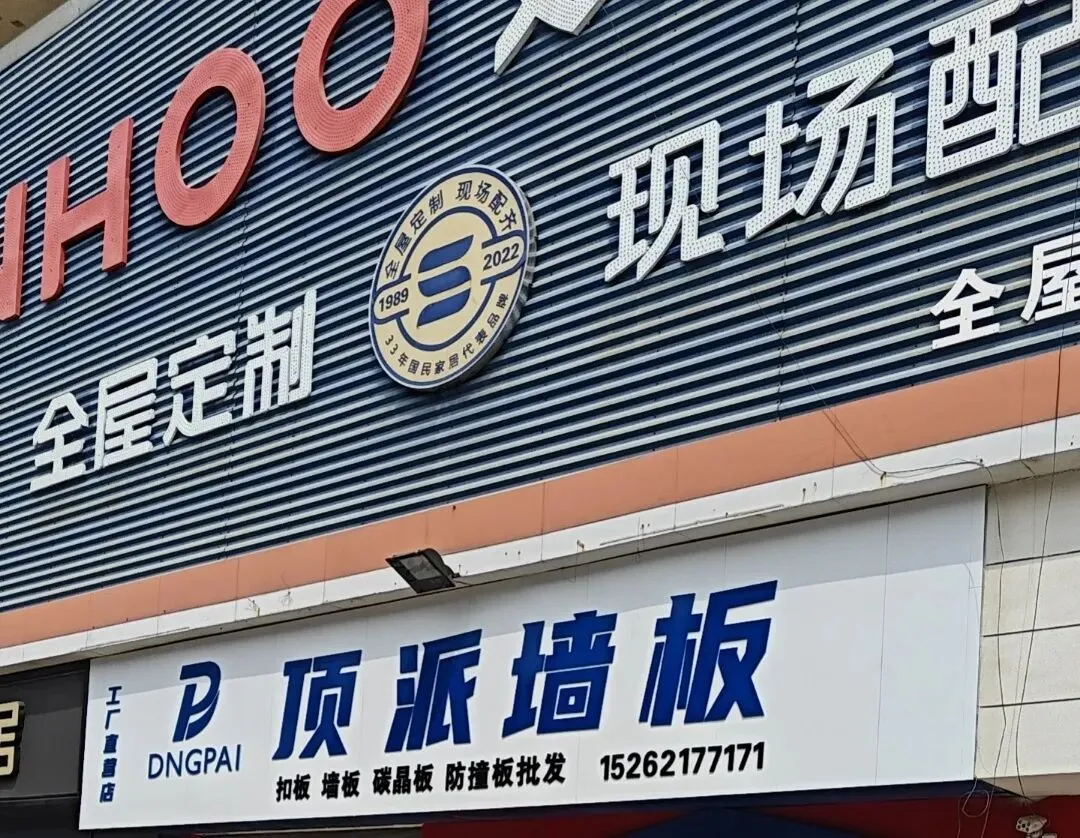 HOO
全屋定制
全屋定制 现场配齐
1989
2022
33年国民家居代表品牌
现场配
全屋
工厂直营店
DNGPAI
顶派墙板
扣板 墙板 碳晶板 防撞板批发 15262177171
居